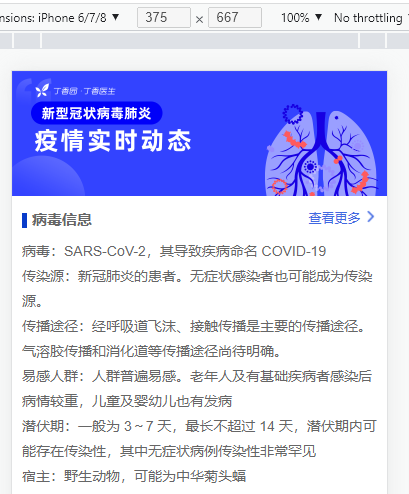 nsions: iPhone 6/7/8 ▼ 375 × 667 100% ▼ No throttling
丁香园·丁香医生
新型冠状病毒肺炎
疫情实时动态
病毒信息 查看更多
病毒：SARS-CoV-2，其导致疾病命名 COVID-19
传染源：新冠肺炎的患者。无症状感染者也可能成为传染
源。
传播途径：经呼吸道飞沫、接触传播是主要的传播途径。
气溶胶传播和消化道等传播途径尚待明确。
易感人群：人群普遍易感。老年人及有基础疾病者感染后
病情较重，儿童及婴幼儿也有发病
潜伏期：一般为 3～7 天，最长不超过 14 天，潜伏期内可
能存在传染性，其中无症状病例传染性非常罕见
宿主：野生动物，可能为中华菊头蝠